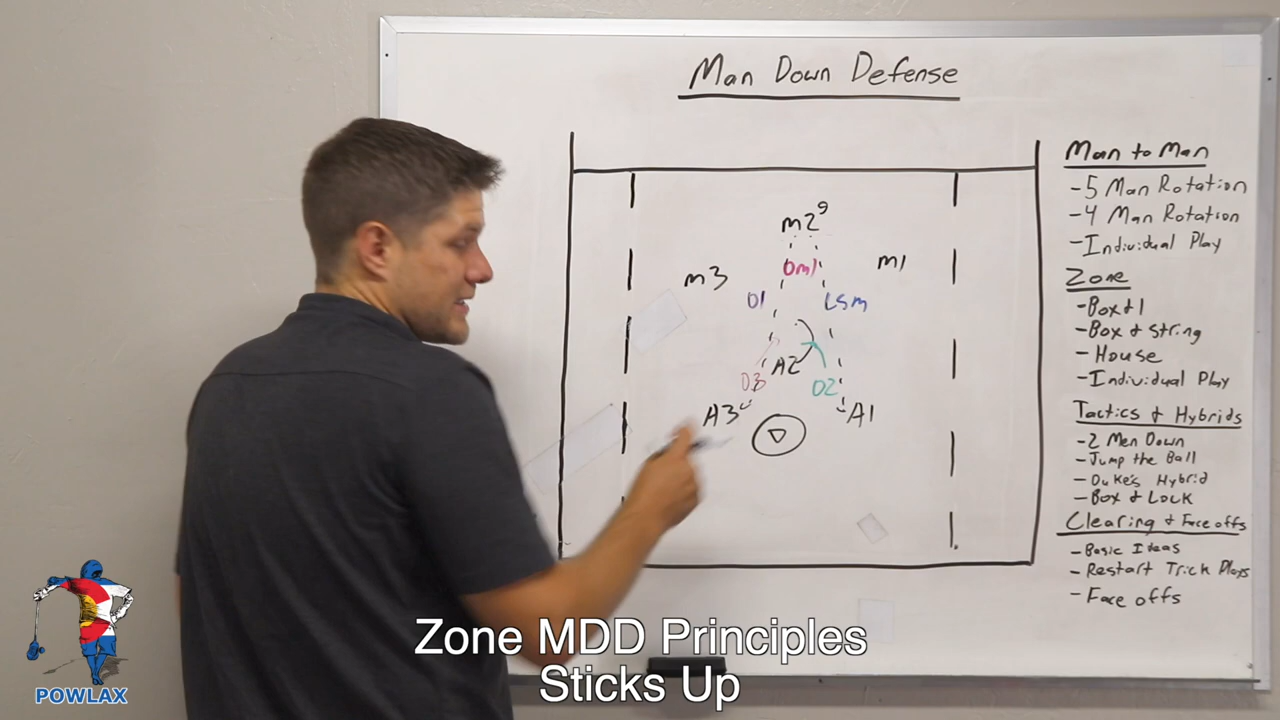 Man Down Defense
Man to Man
- 5 Man Rotation
- 4 Man Rotation
- Individual Play
Zone
- Box & 1
- Box & String
- House
- Individual Play
Tactics & Hybrids
- 2 Men Down
- Jump the Ball
- Duke's Hybrid
- Box & Lock
Clearing & Face offs
- Basic Ideas
- Restart Trick Plays
- Face offs
M2
M3
Dm1
M1
D1
LSM
A2
D3
D2
A3
A1
Zone MDD Principles
Sticks Up
POWLAX